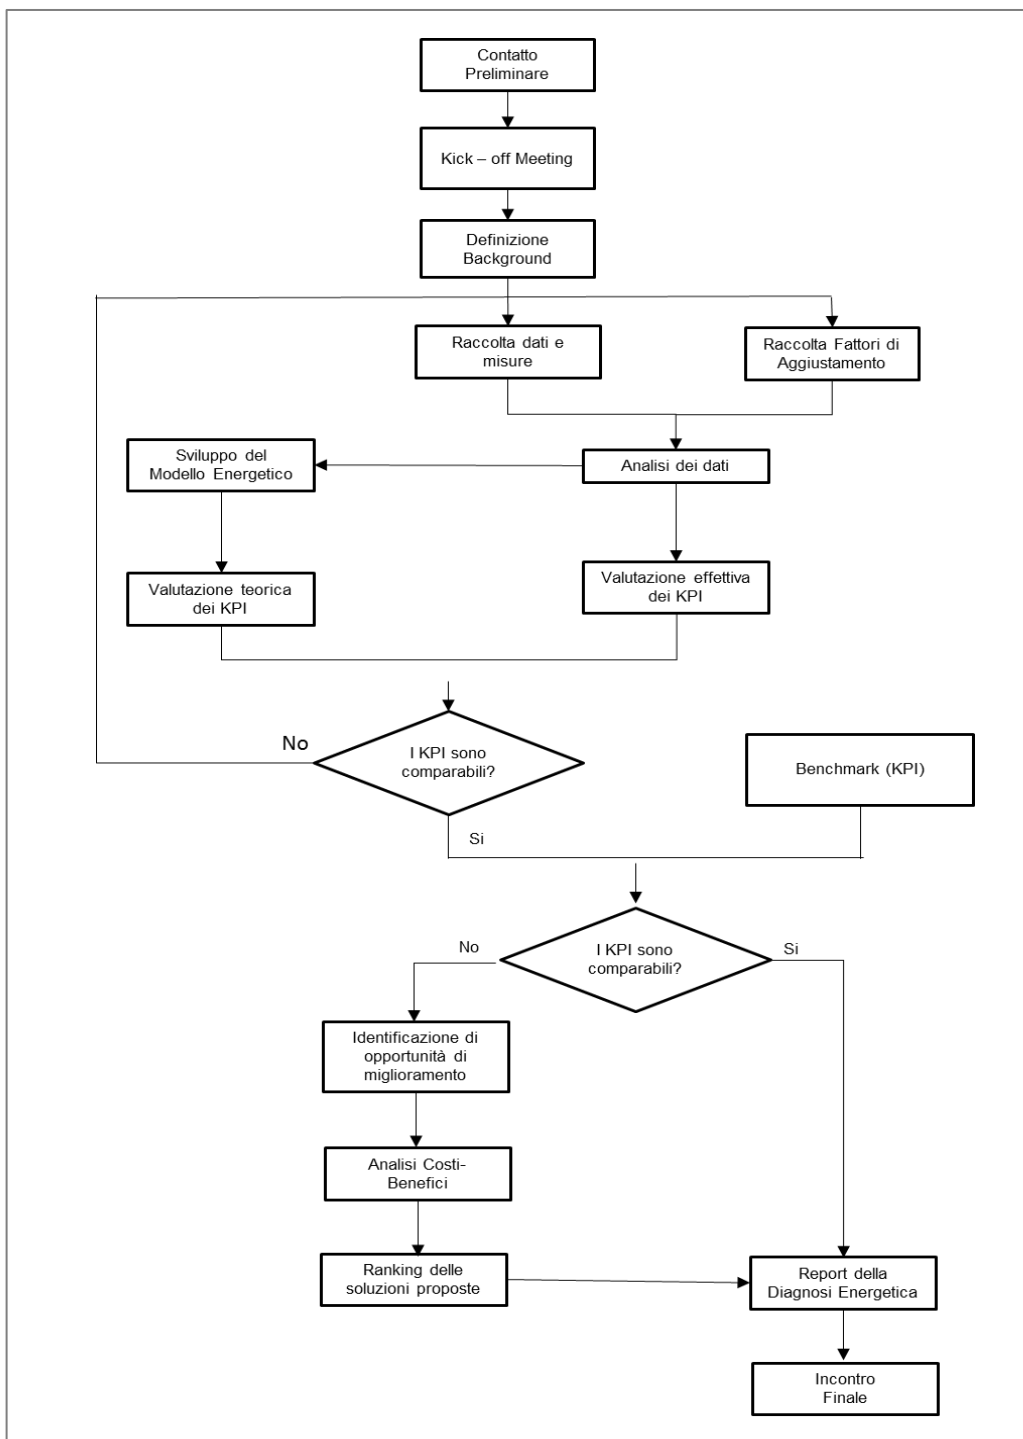 Contatto
Preliminare
Kick – off Meeting
Definizione
Background
Raccolta dati e
misure
Raccolta Fattori di
Aggiustamento
Sviluppo del
Modello Energetico
Analisi dei dati
Valutazione teorica
dei KPI
Valutazione effettiva
dei KPI
No
I KPI sono
comparabili?
Benchmark (KPI)
Si
No
I KPI sono
comparabili?
Si
Identificazione di
opportunità di
miglioramento
Analisi Costi-
Benefici
Ranking delle
soluzioni proposte
Report della
Diagnosi Energetica
Incontro
Finale